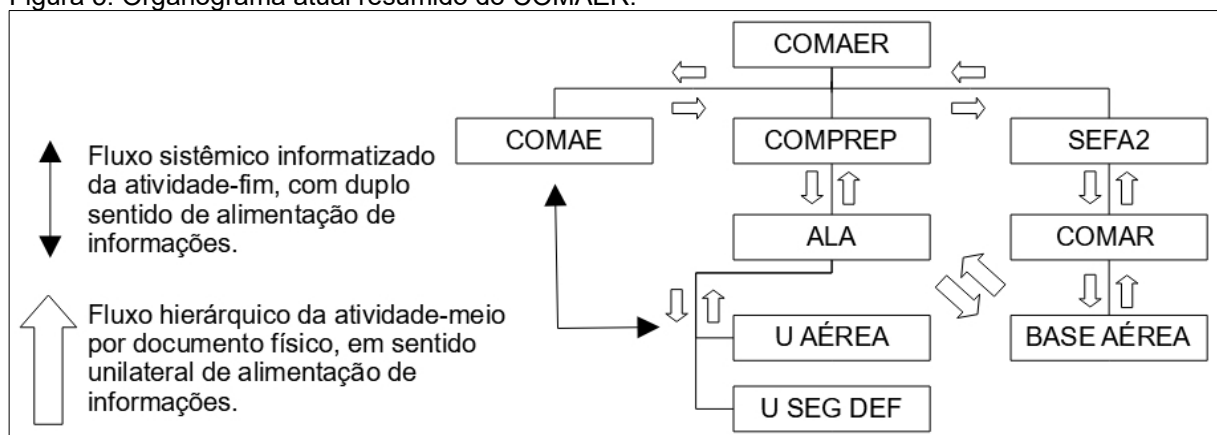 Figura 3. Organograma atual resumido do COMAER.
COMAER
COMAE
COMPREP
SEFA2
Fluxo sistêmico informatizado
da atividade-fim, com duplo
sentido de alimentação de
informações.
ALA
COMAR
Fluxo hierárquico da atividade-meio
por documento físico, em sentido
unilateral de alimentação de
informações.
U AÉREA
BASE AÉREA
U SEG DEF